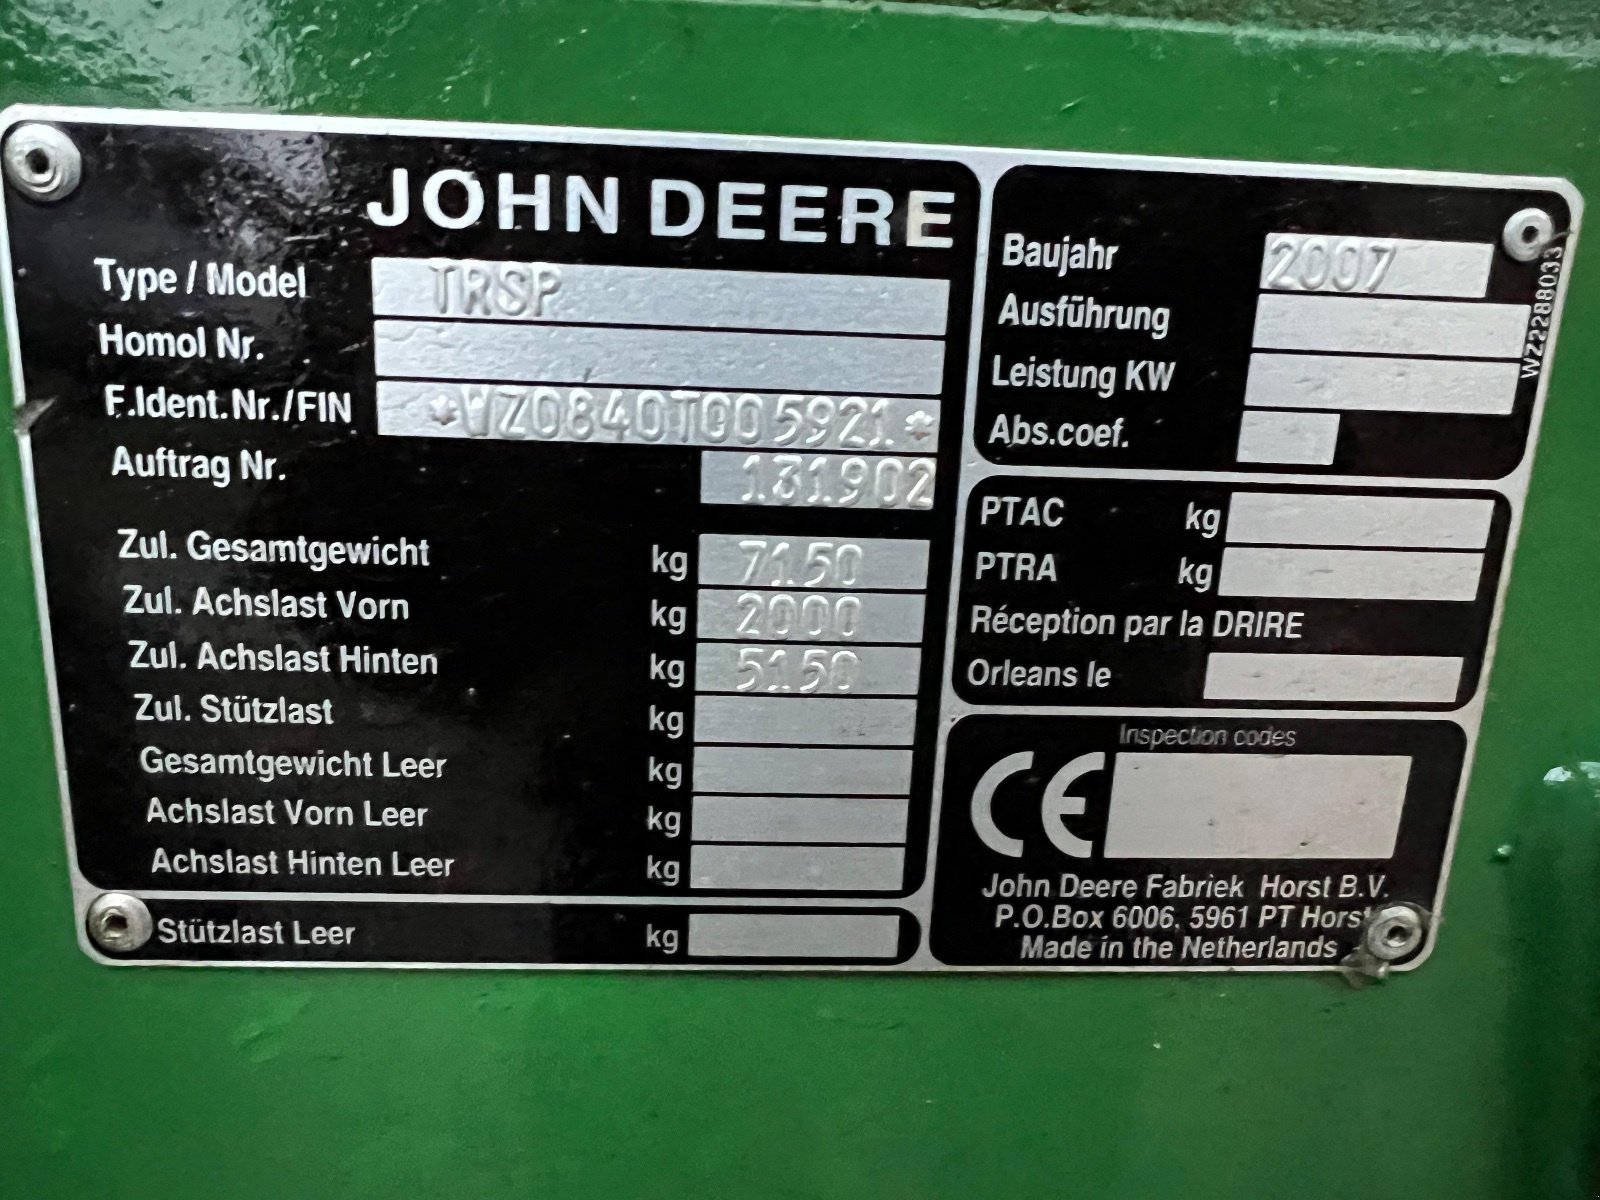 JOHN DEERE
Type / Model TRSP
Homol Nr.
F.Ident.Nr./FIN *WZ0840T005921*
Auftrag Nr. 131902
Zul. Gesamtgewicht kg 7150
Zul. Achslast Vorn kg 2000
Zul. Achslast Hinten kg 5150
Zul. Stützlast kg
Gesamtgewicht Leer kg
Achslast Vorn Leer kg
Achslast Hinten Leer kg
Stützlast Leer kg
Baujahr 2007
Ausführung
Leistung KW
Abs.coef.
WZ2288033
PTAC kg
PTRA kg
Réception par la DRIRE
Orleans le
Inspection codes
CE
John Deere Fabriek Horst B.V.
P.O.Box 6006, 5961 PT Horst
Made in the Netherlands